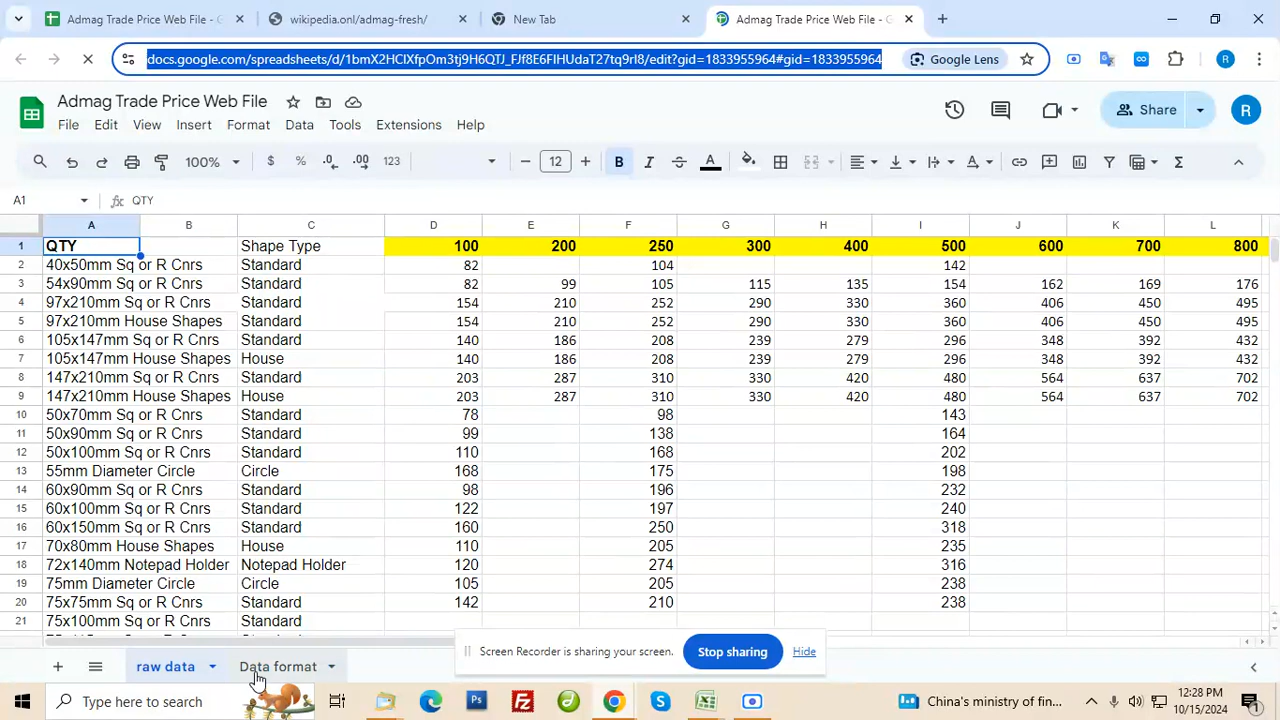 Admag Trade Price Web File - G
wikipedia.onl/admag-fresh/
New Tab
Admag Trade Price Web File - G
docs.google.com/spreadsheets/d/1bmX2HClXfpOm3tj9H6QTJ_FJf8E6FIHUdaT27tq9rl8/edit?gid=1833955964#gid=1833955964
Google Lens
R
Admag Trade Price Web File
Share
R
File Edit View Insert Format Data Tools Extensions Help
100% $ % .0 .00 123 12 B I A
A1 fx QTY
A B C D E F G H I J K L
1 QTY Shape Type 100 200 250 300 400 500 600 700 800
2 40x50mm Sq or R Cnrs Standard 82 104 142
3 54x90mm Sq or R Cnrs Standard 82 99 105 115 135 154 162 169 176
4 97x210mm Sq or R Cnrs Standard 154 210 252 290 330 360 406 450 495
5 97x210mm House Shapes Standard 154 210 252 290 330 360 406 450 495
6 105x147mm Sq or R Cnrs Standard 140 186 208 239 279 296 348 392 432
7 105x147mm House Shapes House 140 186 208 239 279 296 348 392 432
8 147x210mm Sq or R Cnrs Standard 203 287 310 330 420 480 564 637 702
9 147x210mm House Shapes House 203 287 310 330 420 480 564 637 702
10 50x70mm Sq or R Cnrs Standard 78 98 143
11 50x90mm Sq or R Cnrs Standard 99 138 164
12 50x100mm Sq or R Cnrs Standard 110 168 202
13 55mm Diameter Circle Circle 168 175 198
14 60x90mm Sq or R Cnrs Standard 98 196 232
15 60x100mm Sq or R Cnrs Standard 122 197 240
16 60x150mm Sq or R Cnrs Standard 160 250 318
17 70x80mm House Shapes House 110 205 235
18 72x140mm Notepad Holder Notepad Holder 120 274 316
19 75mm Diameter Circle Circle 105 205 238
20 75x75mm Sq or R Cnrs Standard 142 210 238
21 75x100mm Sq or R Cnrs Standard
Screen Recorder is sharing your screen. Stop sharing Hide
raw data Data format
Type here to search
China's ministry of fin...
12:28 PM
10/15/2024